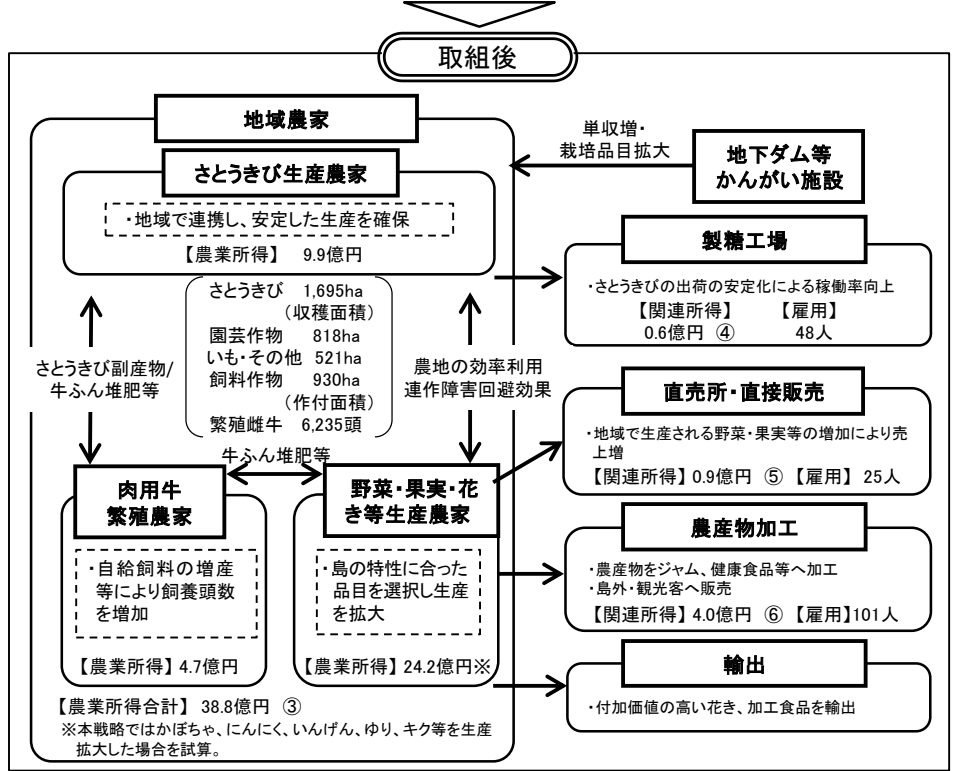 取組後
地域農家
さとうきび生産農家
・地域で連携し、安定した生産を確保
【農業所得】 9.9億円
単収増・
栽培品目拡大
地下ダム等
かんがい施設
さとうきび 1,695ha
(収穫面積)
園芸作物 818ha
いも・その他 521ha
飼料作物 930ha
(作付面積)
繁殖雌牛 6,235頭
さとうきび副産物/
牛ふん堆肥等
農地の効率利用
連作障害回避効果
牛ふん堆肥等
肉用牛
繁殖農家
・自給飼料の増産
等により飼養頭数
を増加
【農業所得】4.7億円
野菜・果実・花
き等生産農家
・島の特性に合った
品目を選択し生産
を拡大
【農業所得】24.2億円※
【農業所得合計】 38.8億円 ③
※本戦略ではかぼちゃ、にんにく、いんげん、ゆり、キク等を生産
拡大した場合を試算。
製糖工場
・さとうきびの出荷の安定化による稼働率向上
【関連所得】 【雇用】
0.6億円 ④ 48人
直売所・直接販売
・地域で生産される野菜・果実等の増加により売
上増
【関連所得】0.9億円 ⑤ 【雇用】 25人
農産物加工
・農産物をジャム、健康食品等へ加工
・島外・観光客へ販売
【関連所得】4.0億円 ⑥ 【雇用】101人
輸出
・付加価値の高い花き、加工食品を輸出